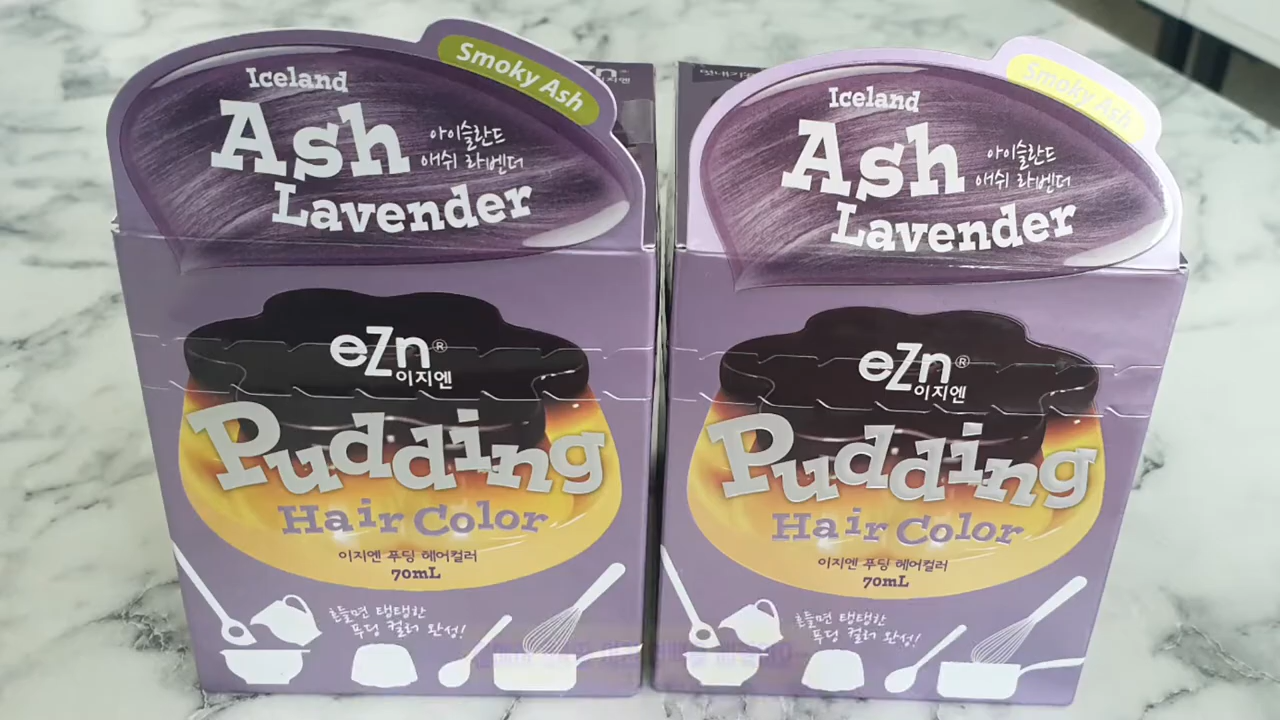 Smoky Ash
Iceland
Ash
아이슬란드
애쉬 라벤더
Lavender
eZn®
이지엔
Pudding
Hair Color
이지엔 푸딩 헤어컬러
70mL
흔들면 탱탱한
푸딩 컬러 완성!
Smoky Ash
Iceland
Ash
아이슬란드
애쉬 라벤더
Lavender
eZn®
이지엔
Pudding
Hair Color
이지엔 푸딩 헤어컬러
70mL
흔들면 탱탱한
푸딩 컬러 완성!